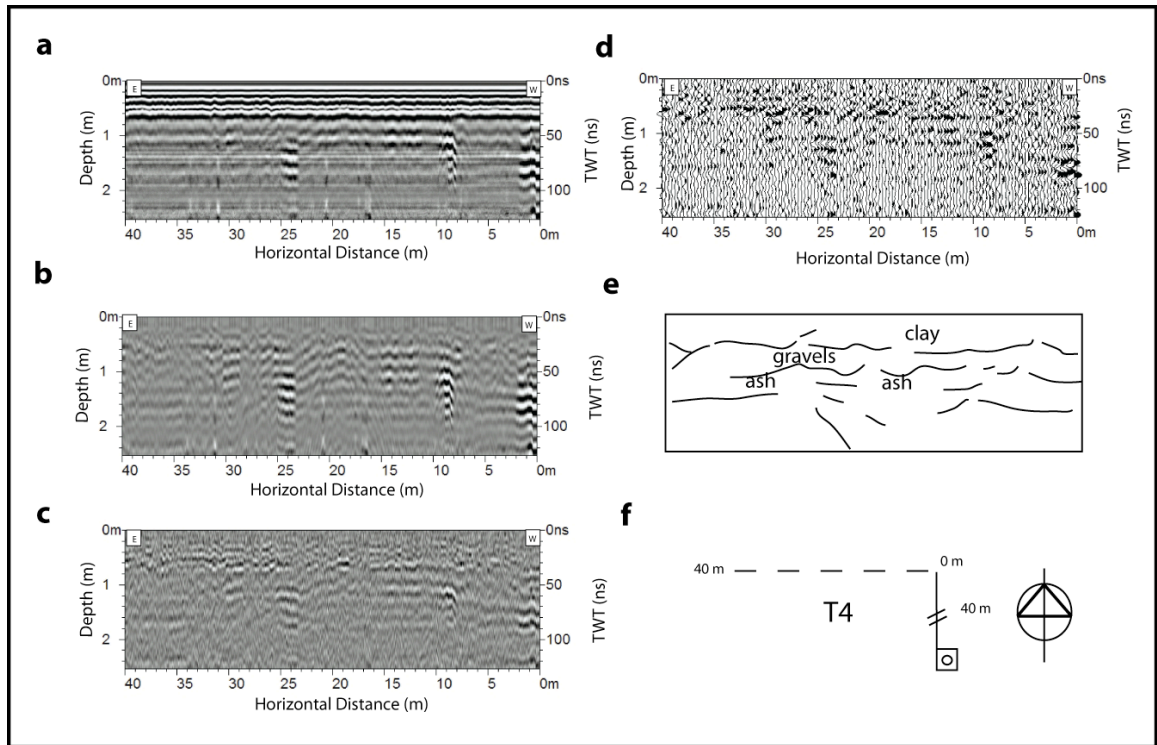 a
0m
0ns
E
W
Depth (m)
1
50
TWT (ns)
2
100
40 35 30 25 20 15 10 5 0m
Horizontal Distance (m)
b
0m
0ns
E
W
Depth (m)
1
50
TWT (ns)
2
100
40 35 30 25 20 15 10 5 0m
Horizontal Distance (m)
c
0m
0ns
E
W
Depth (m)
1
50
TWT (ns)
2
100
40 35 30 25 20 15 10 5 0m
Horizontal Distance (m)
d
0m
0ns
E
W
Depth (m)
1
50
TWT (ns)
2
100
40 35 30 25 20 15 10 5 0m
Horizontal Distance (m)
e
clay
gravels
ash ash
f
40 m 0 m
T4 40 m